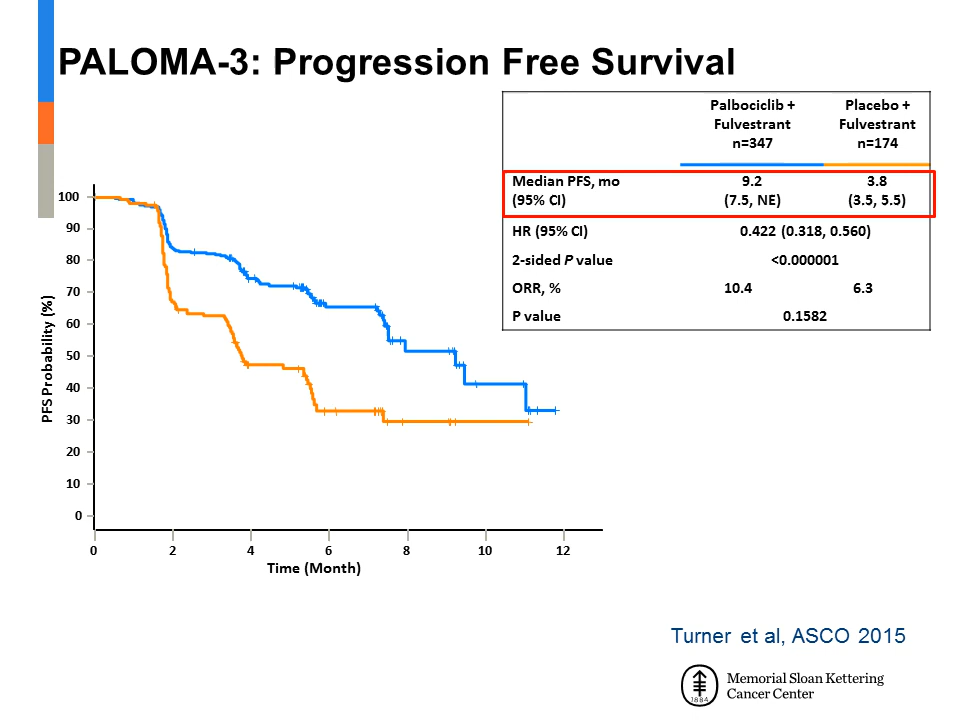 PALOMA-3: Progression Free Survival
Palbociclib +
Fulvestrant
n=347
Placebo +
Fulvestrant
n=174
Median PFS, mo
(95% CI)
9.2
(7.5, NE)
3.8
(3.5, 5.5)
HR (95% CI)
0.422 (0.318, 0.560)
2-sided P value
<0.000001
ORR, %
10.4
6.3
P value
0.1582
PFS Probability (%)
100
90
80
70
60
50
40
30
20
10
0
0 2 4 6 8 10 12
Time (Month)
Turner et al, ASCO 2015
1884
Memorial Sloan Kettering
Cancer Center